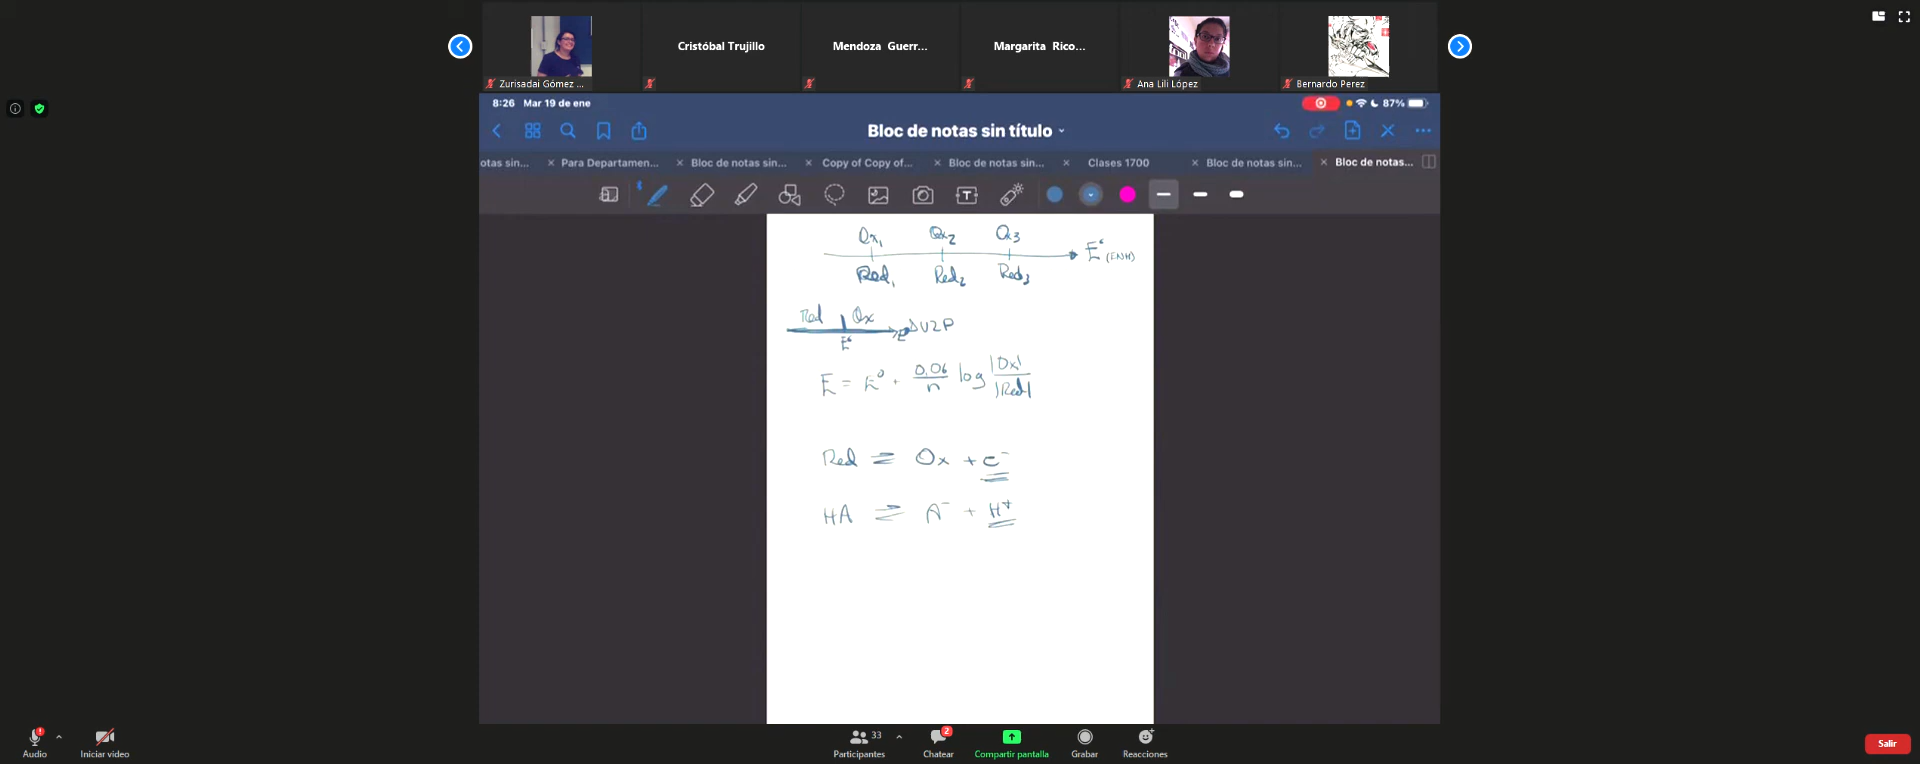 Cristóbal Trujillo
Mendoza Guerr...
Margarita Rico...
Zurisadai Gómez ...
Ana Lili López
Bernardo Perez
8:26 Mar 19 de ene
87%
Bloc de notas sin título
otas sin...
Para Departamen...
Bloc de notas sin...
Copy of Copy of...
Bloc de notas sin...
Clases 1700
Bloc de notas sin...
Bloc de notas...
Ox₁ Ox₂ Ox₃
E° (ENH)
Red₁ Red₂ Red₃
Red Ox
E°
E = E° + 0.06/n log |Ox|/|Red|
Red ⇌ Ox + e⁻
HA ⇌ A⁻ + H⁺
Audio
Iniciar video
Participantes 33
Chatear 2
Compartir pantalla
Grabar
Reacciones
Salir